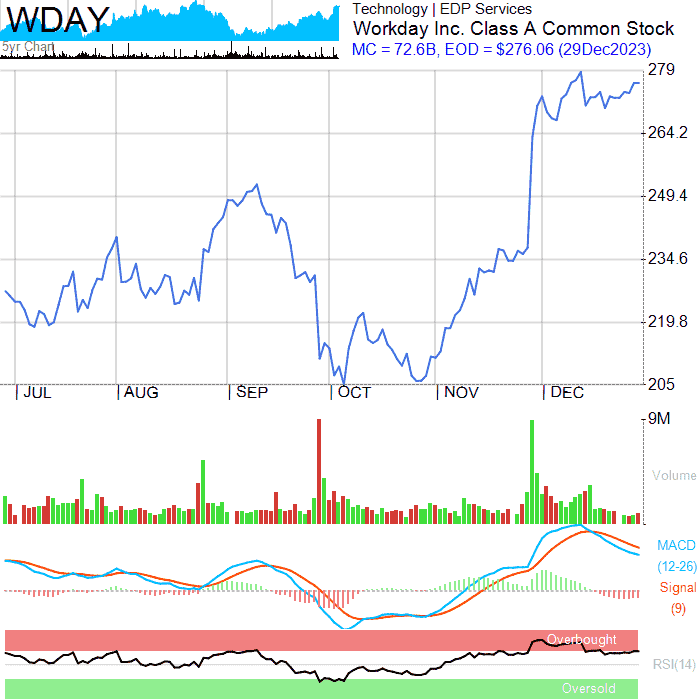 WDAY
5yr Chart
Technology | EDP Services
Workday Inc. Class A Common Stock
MC = 72.6B, EOD = $276.06 (29Dec2023)
279
264.2
249.4
234.6
219.8
205
JUL AUG SEP OCT NOV DEC
9M
Volume
MACD
(12-26)
Signal
(9)
Overbought
RSI(14)
Oversold